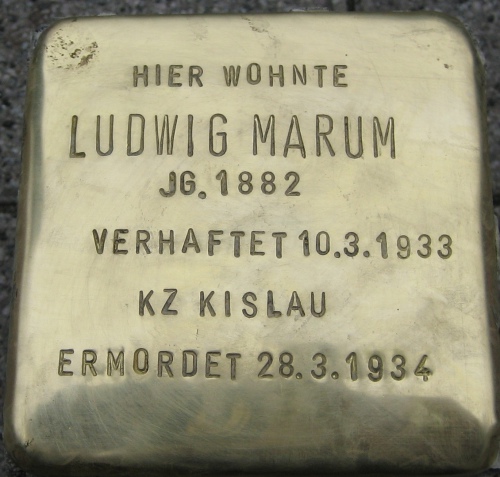 HIER WOHNTE
LUDWIG MARUM
JG. 1882
VERHAFTET 10.3.1933
KZ KISLAU
ERMORDET 28.3.1934